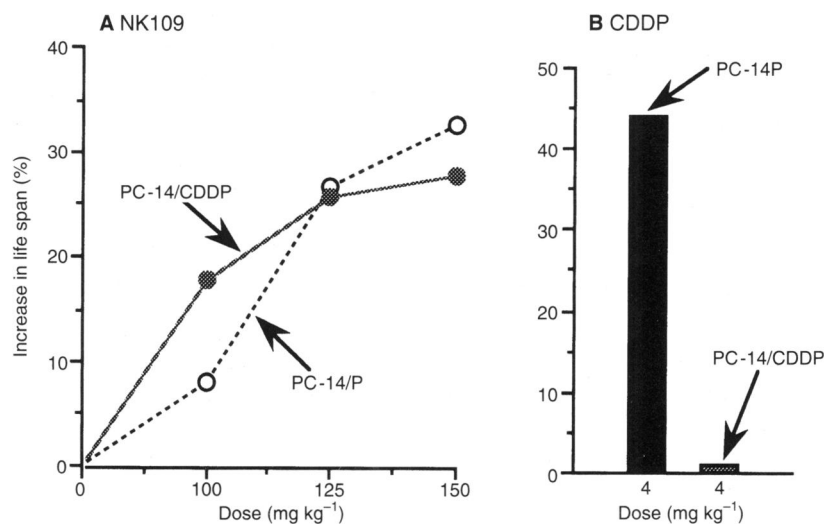 A NK109
Increase in life span (%)
40
30
20
10
0
PC-14/CDDP
PC-14/P
0 100 125 150
Dose (mg kg⁻¹)
B CDDP
50
40
30
20
10
0
PC-14P
PC-14/CDDP
4 4
Dose (mg kg⁻¹)